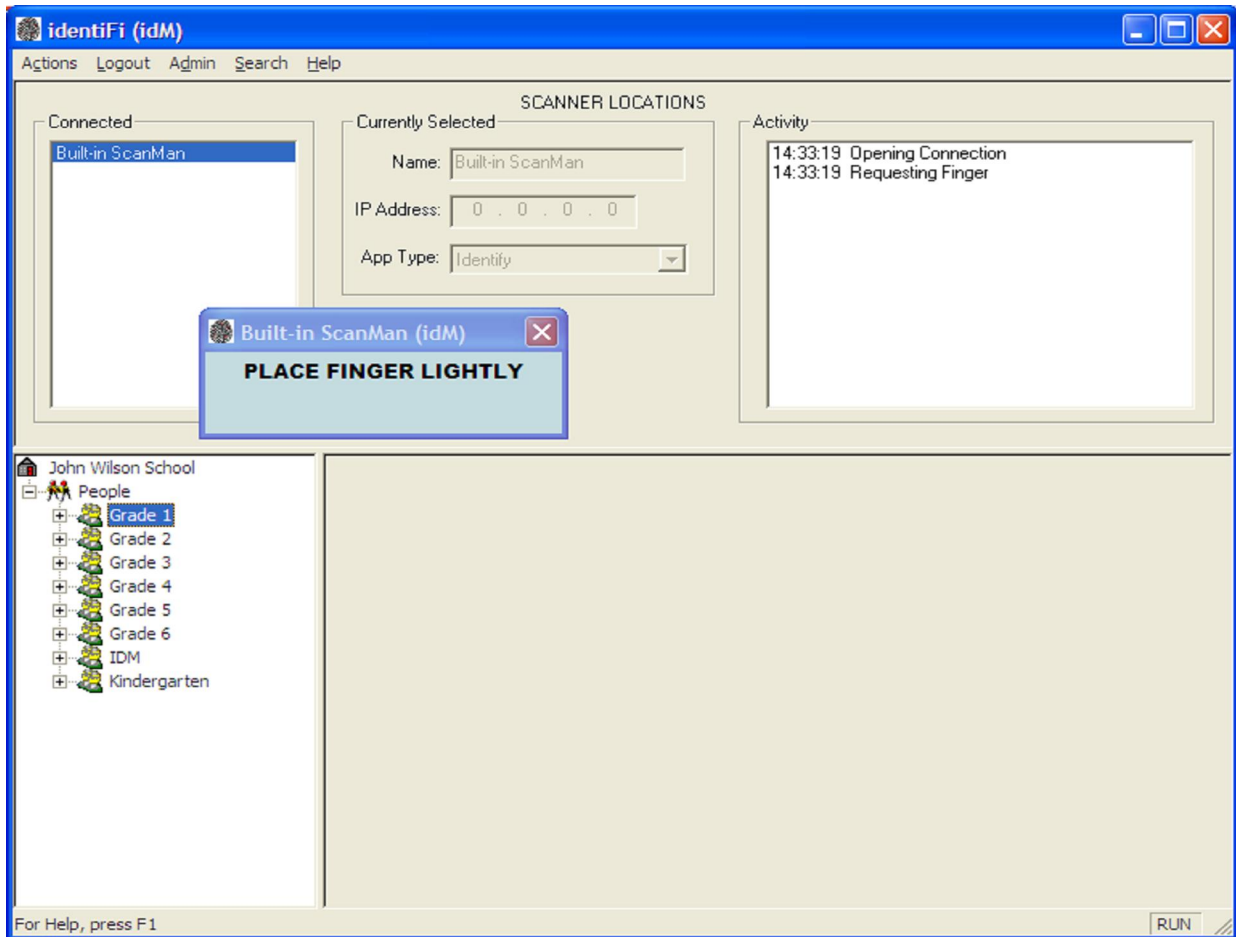 identiFi (idM)
Actions Logout Admin Search Help
SCANNER LOCATIONS
Connected
Built-in ScanMan
Currently Selected
Name: Built-in ScanMan
IP Address: 0 . 0 . 0 . 0
App Type: Identify
Activity
14:33:19 Opening Connection
14:33:19 Requesting Finger
Built-in ScanMan (idM)
PLACE FINGER LIGHTLY
John Wilson School
People
Grade 1
Grade 2
Grade 3
Grade 4
Grade 5
Grade 6
IDM
Kindergarten
For Help, press F1
RUN